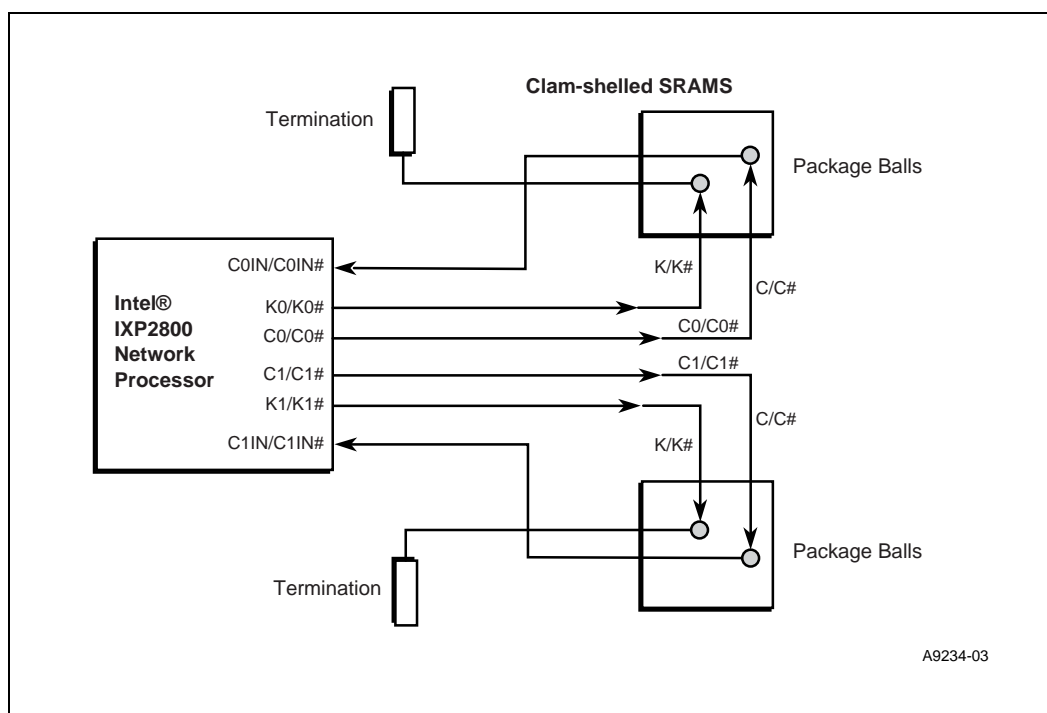 Clam-shelled SRAMS
Termination
Package Balls
C0IN/C0IN#
K/K#
C/C#
Intel®
IXP2800
Network
Processor
K0/K0#
C0/C0#
C0/C0#
C1/C1#
C1/C1#
K1/K1#
C/C#
C1IN/C1IN#
K/K#
Package Balls
Termination
A9234-03